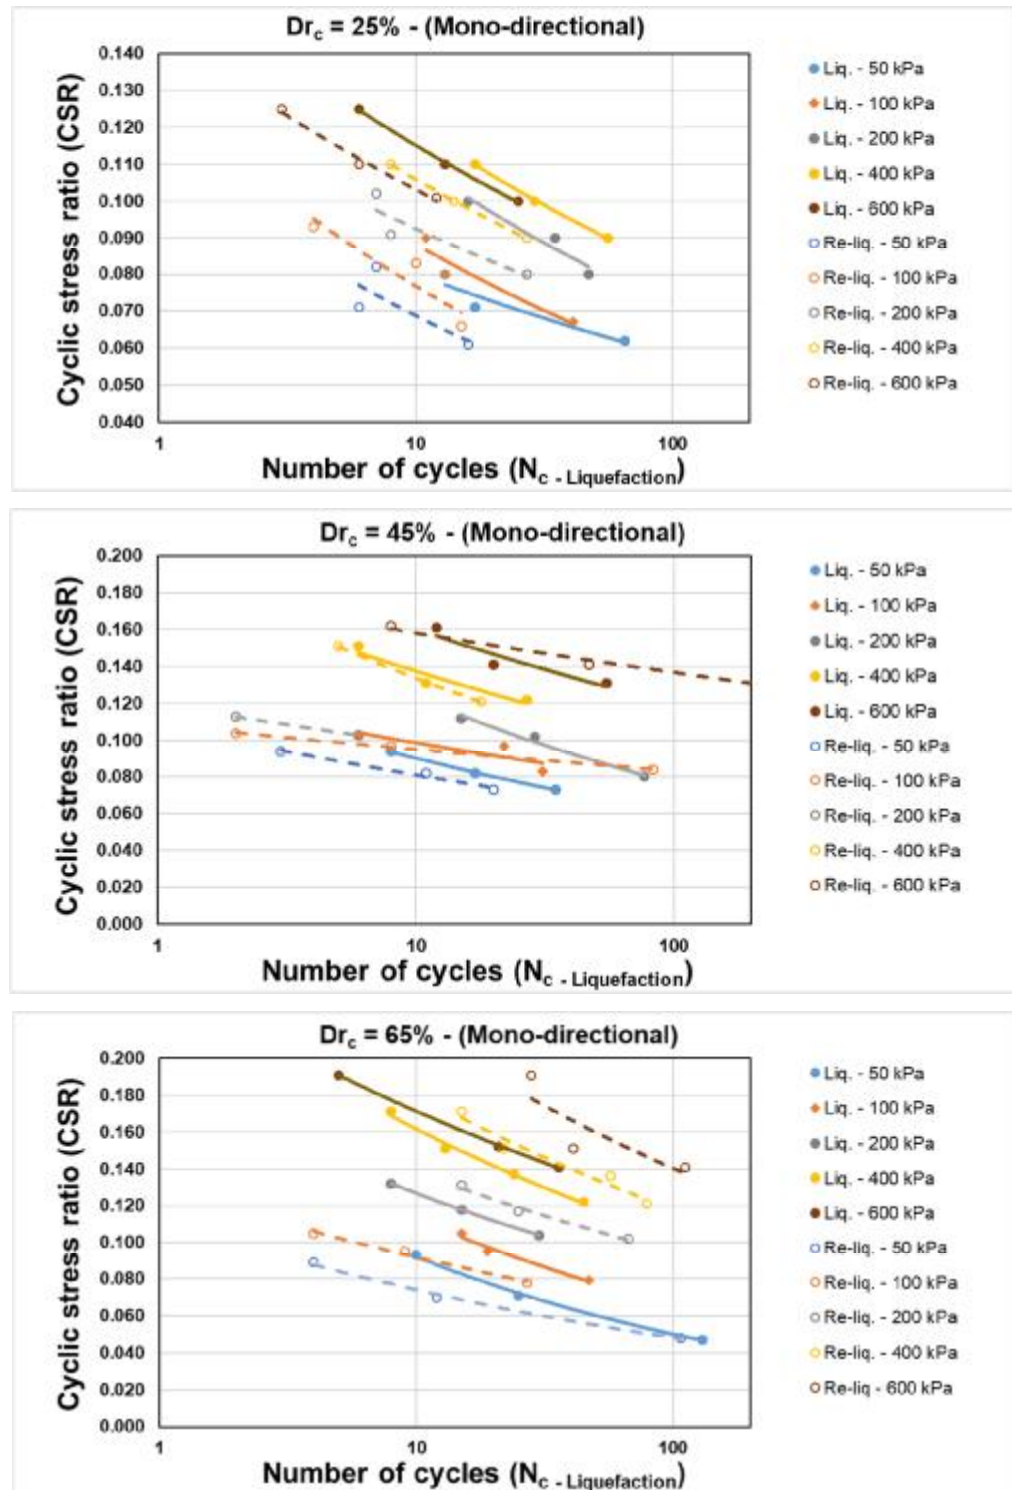 Drc = 25% - (Mono-directional)
Cyclic stress ratio (CSR)
0.140
0.130
0.120
0.110
0.100
0.090
0.080
0.070
0.060
0.050
0.040
1 10 100
Number of cycles (Nc - Liquefaction)
Liq. - 50 kPa
Liq. - 100 kPa
Liq. - 200 kPa
Liq. - 400 kPa
Liq. - 600 kPa
Re-liq. - 50 kPa
Re-liq. - 100 kPa
Re-liq. - 200 kPa
Re-liq. - 400 kPa
Re-liq. - 600 kPa
Drc = 45% - (Mono-directional)
Cyclic stress ratio (CSR)
0.200
0.180
0.160
0.140
0.120
0.100
0.080
0.060
0.040
0.020
0.000
1 10 100
Number of cycles (Nc - Liquefaction)
Liq. - 50 kPa
Liq. - 100 kPa
Liq. - 200 kPa
Liq. - 400 kPa
Liq. - 600 kPa
Re-liq. - 50 kPa
Re-liq. - 100 kPa
Re-liq. - 200 kPa
Re-liq. - 400 kPa
Re-liq. - 600 kPa
Drc = 65% - (Mono-directional)
Cyclic stress ratio (CSR)
0.200
0.180
0.160
0.140
0.120
0.100
0.080
0.060
0.040
0.020
0.000
1 10 100
Number of cycles (Nc - Liquefaction)
Liq. - 50 kPa
Liq. - 100 kPa
Liq. - 200 kPa
Liq. - 400 kPa
Liq. - 600 kPa
Re-liq. - 50 kPa
Re-liq. - 100 kPa
Re-liq. - 200 kPa
Re-liq. - 400 kPa
Re-liq - 600 kPa